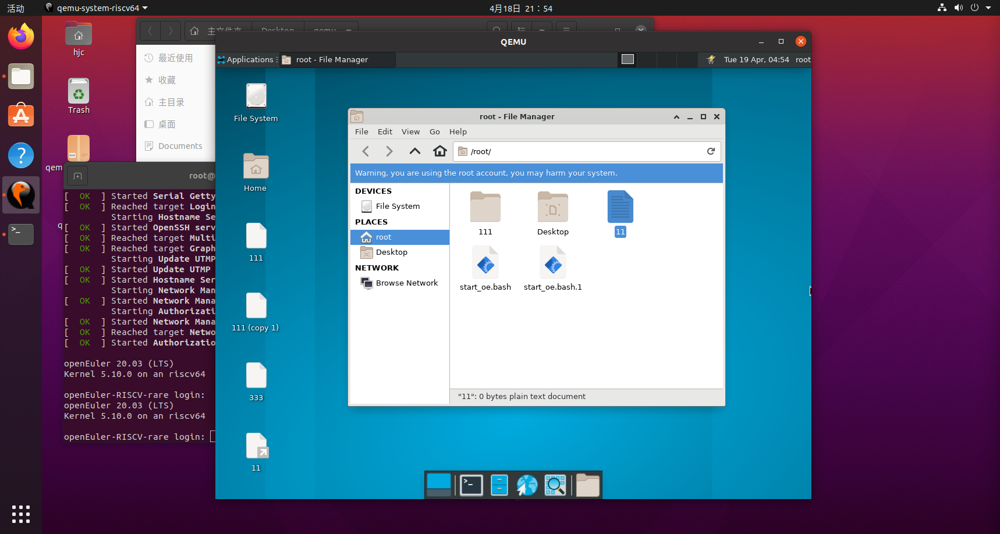 活动
qemu-system-riscv64
4月18日 21：54
hjc
Trash
qem
q
主文件夹
Desktop
qemu
最近使用
收藏
主目录
桌面
Documents
root@
[  OK  ] Started Serial Getty
[  OK  ] Reached target Login
Starting Hostname Se
[  OK  ] Started OpenSSH serv
[  OK  ] Reached target Multi
[  OK  ] Reached target Graph
Starting Update UTMP
[  OK  ] Started Update UTMP
[  OK  ] Started Hostname Ser
Starting Network Man
[  OK  ] Started Network Mana
Starting Authorizati
[  OK  ] Started Network Mana
[  OK  ] Reached target Netwo
[  OK  ] Started Authorizatio
openEuler 20.03 (LTS)
Kernel 5.10.0 on an riscv64
openEuler-RISCV-rare login:
openEuler 20.03 (LTS)
Kernel 5.10.0 on an riscv64
openEuler-RISCV-rare login:
QEMU
Applications
root - File Manager
Tue 19 Apr, 04:54
root
File System
Home
111
111 (copy 1)
333
11
root - File Manager
File Edit View Go Help
/root/
Warning, you are using the root account, you may harm your system.
DEVICES
File System
PLACES
root
Desktop
NETWORK
Browse Network
111
Desktop
11
start_oe.bash
start_oe.bash.1
"11": 0 bytes plain text document